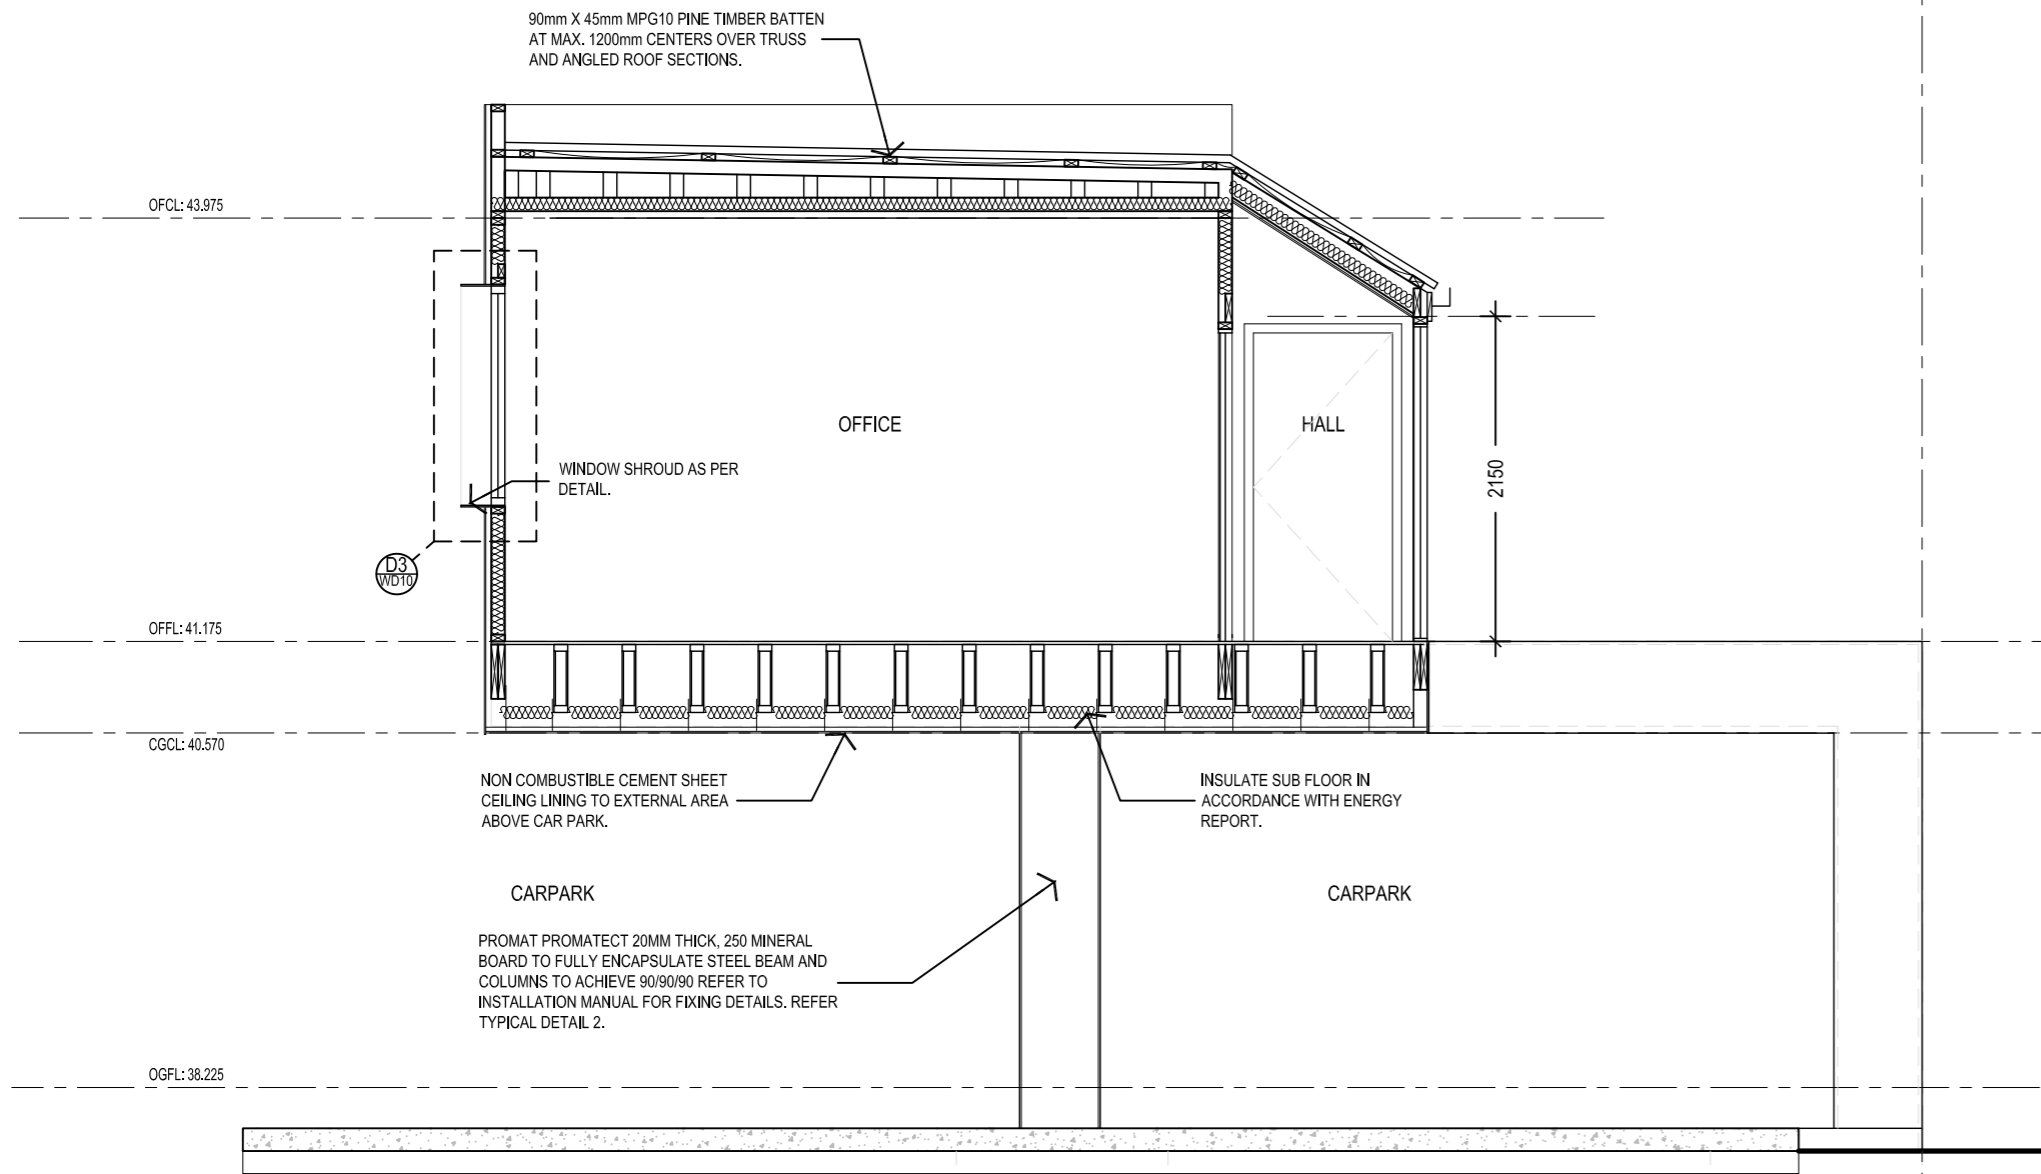 90mm X 45mm MPG10 PINE TIMBER BATTEN
AT MAX. 1200mm CENTERS OVER TRUSS
AND ANGLED ROOF SECTIONS.
OFCL: 43.975
OFFICE
HALL
WINDOW SHROUD AS PER
DETAIL.
2150
D3
WD10
OFFL: 41.175
CGCL: 40.570
NON COMBUSTIBLE CEMENT SHEET
CEILING LINING TO EXTERNAL AREA
ABOVE CAR PARK.
INSULATE SUB FLOOR IN
ACCORDANCE WITH ENERGY
REPORT.
CARPARK
CARPARK
PROMAT PROMATECT 20MM THICK, 250 MINERAL
BOARD TO FULLY ENCAPSULATE STEEL BEAM AND
COLUMNS TO ACHIEVE 90/90/90 REFER TO
INSTALLATION MANUAL FOR FIXING DETAILS. REFER
TYPICAL DETAIL 2.
OGFL: 38.225